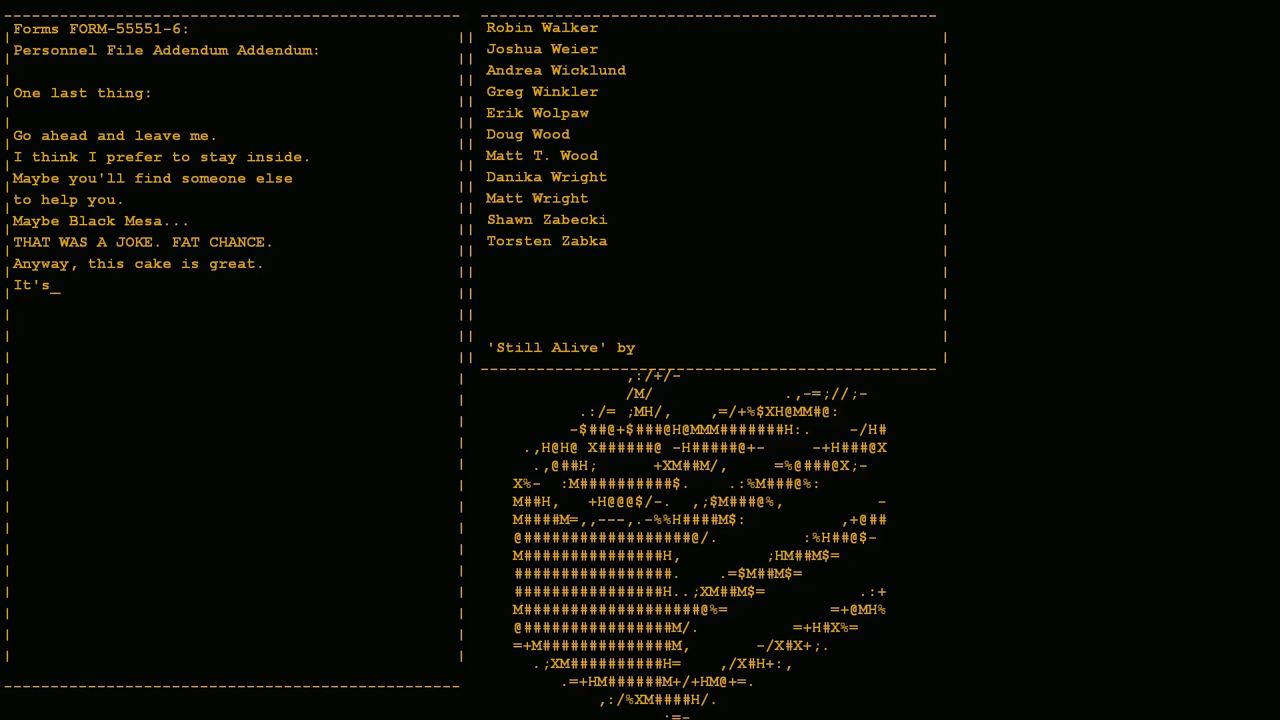 Forms FORM-55551-6:
Personnel File Addendum Addendum:
One last thing:
Go ahead and leave me.
I think I prefer to stay inside.
Maybe you'll find someone else
to help you.
Maybe Black Mesa...
THAT WAS A JOKE. FAT CHANCE.
Anyway, this cake is great.
It's_
Robin Walker
Joshua Weier
Andrea Wicklund
Greg Winkler
Erik Wolpaw
Doug Wood
Matt T. Wood
Danika Wright
Matt Wright
Shawn Zabecki
Torsten Zabka
'Still Alive' by